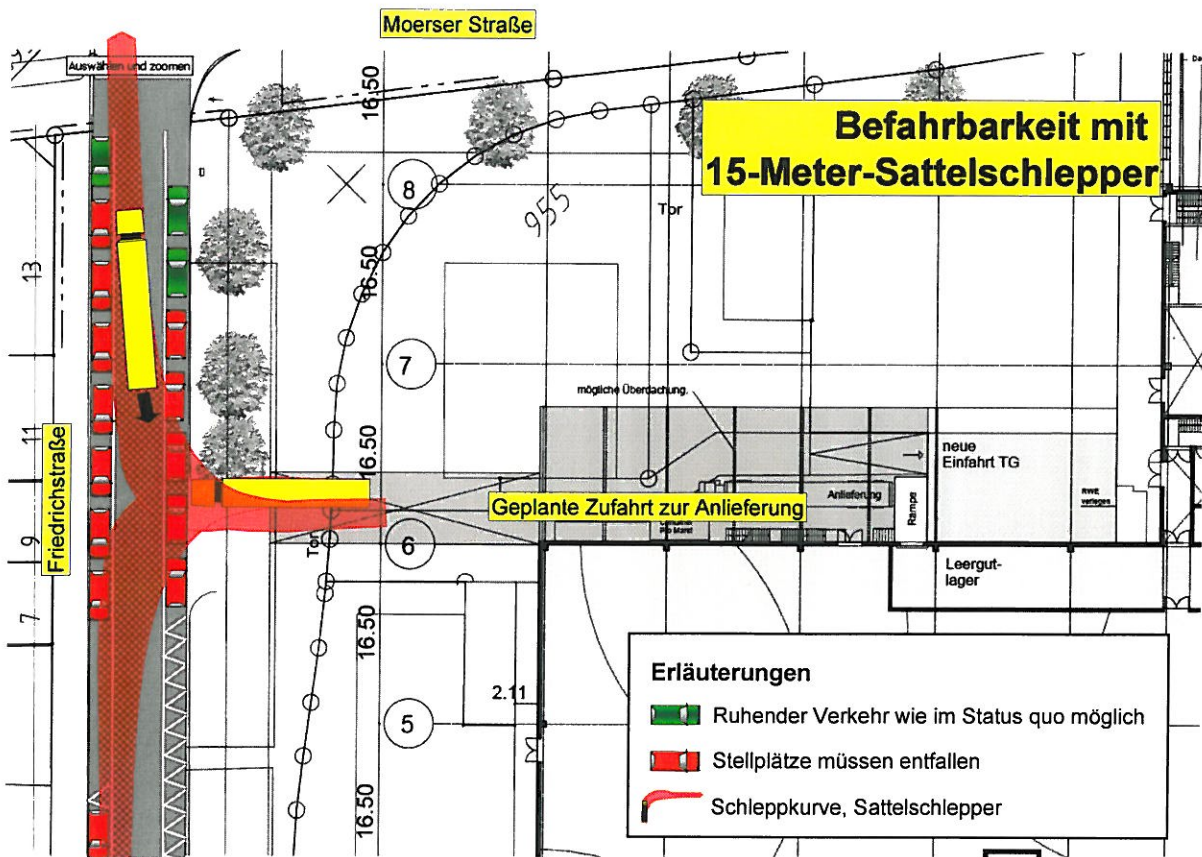 Moerser Straße
Auswählen und zoomen
Befahrbarkeit mit
15-Meter-Sattelschlepper
16.50
8
955
Tor
13
16.50
7
mögliche Überdachung.
11
16.50
neue
Einfahrt TG
Friedrichstraße
Geplante Zufahrt zur Anlieferung
Anlieferung
Rampe
RWE
verlegen
9
Tor
6
Leergut-
lager
7
16.50
2.11
5
16.50
Erläuterungen
Ruhender Verkehr wie im Status quo möglich
Stellplätze müssen entfallen
Schleppkurve, Sattelschlepper